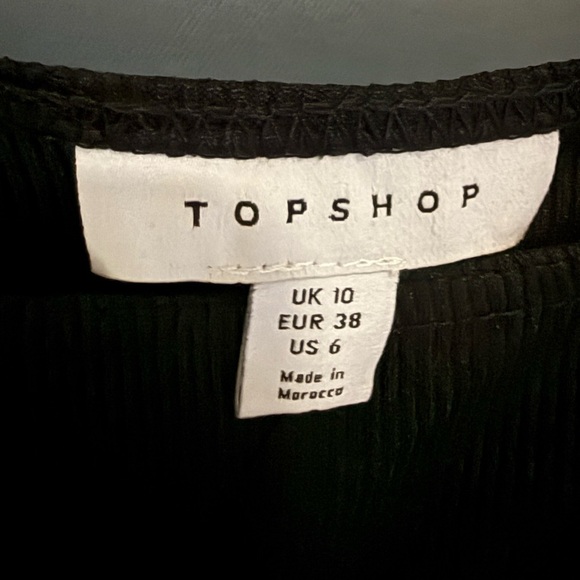 TOPSHOP
UK 10
EUR 38
US 6
Made in
Morocco